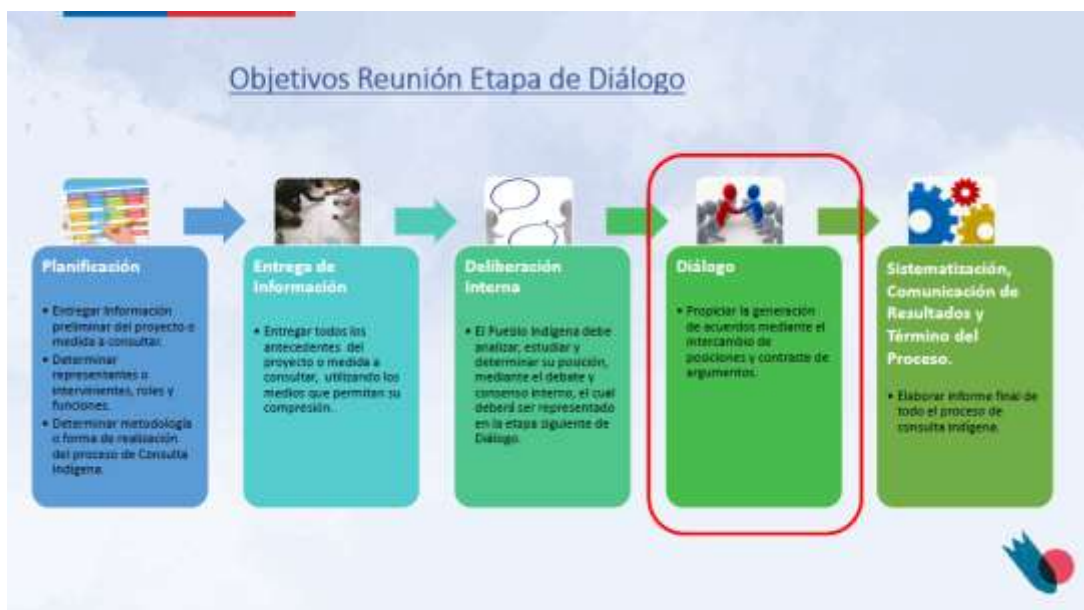 Objetivos Reunión Etapa de Diálogo
Planificación
• Entregar Información
preliminar del proyecto o
medida a consultar.
• Determinar
representantes o
intervinientes, roles y
funciones.
• Determinar metodología
o forma de realización
del proceso de Consulta
Indígena.
Entrega de
Información
• Entregar todos los
antecedentes del
proyecto o medida a
consultar, utilizando los
medios que permitan su
compresión.
Deliberación
Interna
• El Pueblo Indígena debe
analizar, estudiar y
determinar su posición,
mediante el debate y
consenso interno, el cual
deberá ser representado
en la etapa siguiente de
Diálogo.
Diálogo
• Propiciar la generación
de acuerdos mediante el
intercambio de
posiciones y contraste de
argumentos.
Sistematización,
Comunicación de
Resultados y
Término del
Proceso.
• Elaborar informe final de
todo el proceso de
consulta indígena.